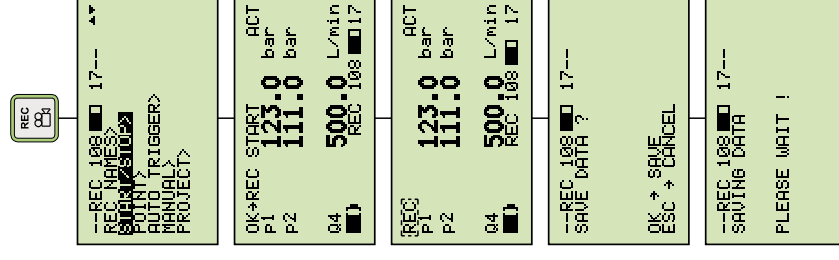 REC
--REC 108 17--
REC NAMES>
START/STOP>
POINT>
AUTO TRIGGER>
MANUAL>
PROJECT>
OK→REC START ACT
P1 123.0 bar
P2 111.0 bar
Q4 500.0 L/min
REC 108 17
[REC] ACT
P1 123.0 bar
P2 111.0 bar
Q4 500.0 L/min
REC 108 17
--REC 108 17--
SAVE DATA ?
OK → SAVE
ESC → CANCEL
--REC 108 17--
SAVING DATA
PLEASE WAIT !